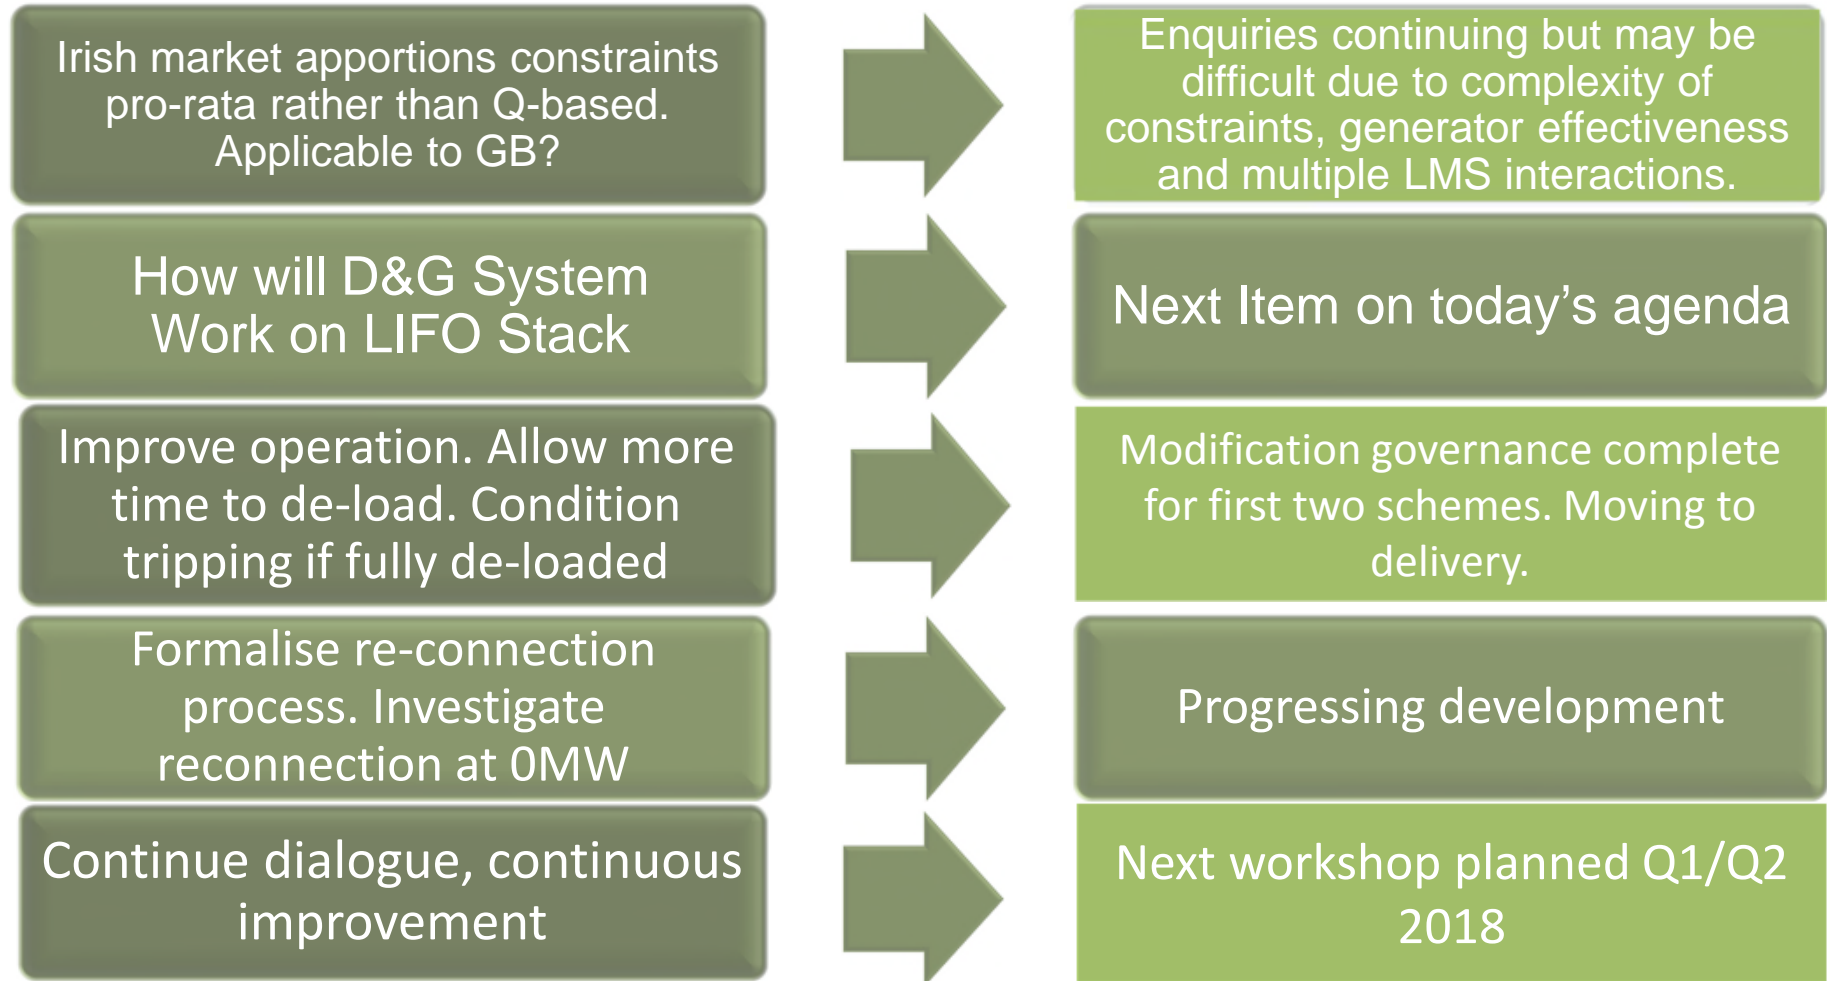 Irish market apportions constraints
pro-rata rather than Q-based.
Applicable to GB?
Enquiries continuing but may be
difficult due to complexity of
constraints, generator effectiveness
and multiple LMS interactions.
How will D&G System
Work on LIFO Stack
Next Item on today’s agenda
Improve operation. Allow more
time to de-load. Condition
tripping if fully de-loaded
Modification governance complete
for first two schemes. Moving to
delivery.
Formalise re-connection
process. Investigate
reconnection at 0MW
Progressing development
Continue dialogue, continuous
improvement
Next workshop planned Q1/Q2
2018